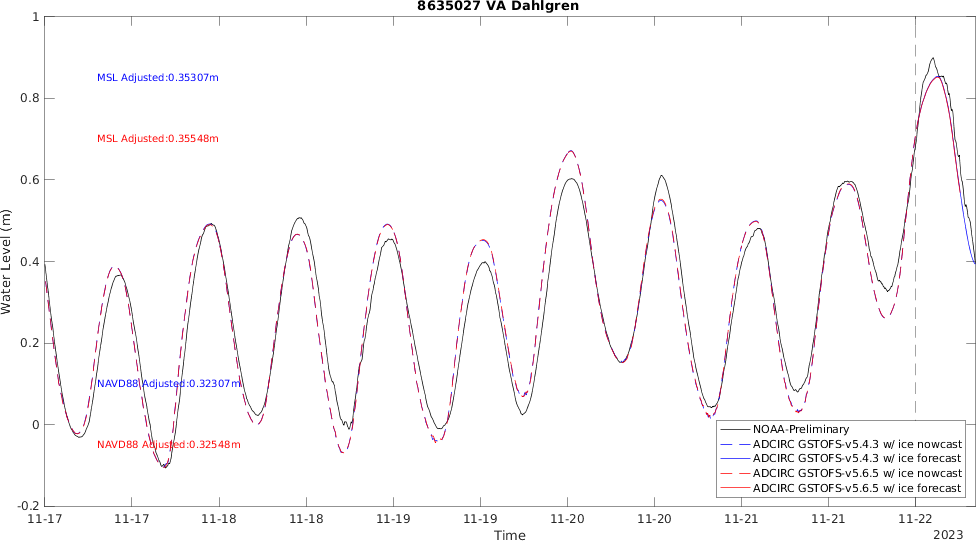 8635027 VA Dahlgren
Water Level (m)
1
0.8
0.6
0.4
0.2
0
-0.2
MSL Adjusted:0.35307m
MSL Adjusted:0.35548m
NAVD88 Adjusted:0.32307m
NAVD88 Adjusted:0.32548m
NOAA-Preliminary
ADCIRC GSTOFS-v5.4.3 w/ ice nowcast
ADCIRC GSTOFS-v5.4.3 w/ ice forecast
ADCIRC GSTOFS-v5.6.5 w/ ice nowcast
ADCIRC GSTOFS-v5.6.5 w/ ice forecast
11-17 11-17 11-18 11-18 11-19 11-19 11-20 11-20 11-21 11-21 11-22
Time
2023